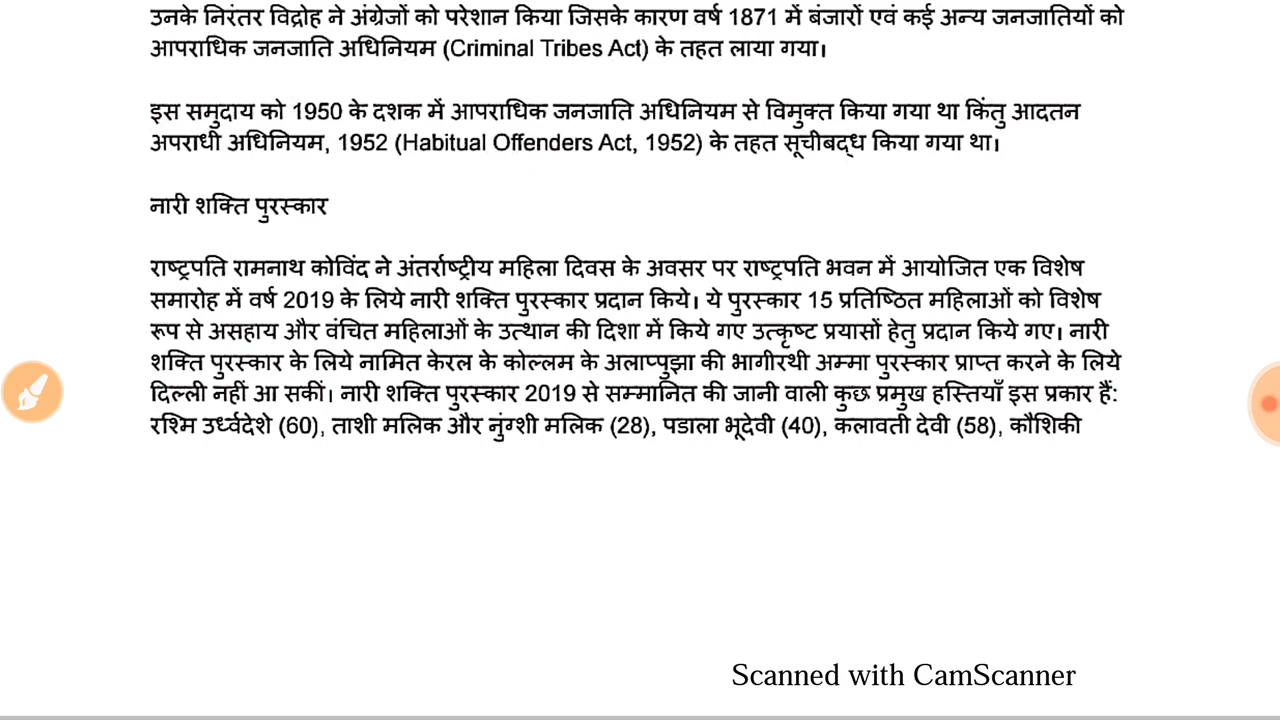 उनके निरंतर विद्रोह ने अंग्रेजों को परेशान किया जिसके कारण वर्ष 1871 में बंजारों एवं कई अन्य जनजातियों को
आपराधिक जनजाति अधिनियम (Criminal Tribes Act) के तहत लाया गया।
इस समुदाय को 1950 के दशक में आपराधिक जनजाति अधिनियम से विमुक्त किया गया था किंतु आदतन
अपराधी अधिनियम, 1952 (Habitual Offenders Act, 1952) के तहत सूचीबद्ध किया गया था।
नारी शक्ति पुरस्कार
राष्ट्रपति रामनाथ कोविंद ने अंतर्राष्ट्रीय महिला दिवस के अवसर पर राष्ट्रपति भवन में आयोजित एक विशेष
समारोह में वर्ष 2019 के लिये नारी शक्ति पुरस्कार प्रदान किये। ये पुरस्कार 15 प्रतिष्ठित महिलाओं को विशेष
रूप से असहाय और वंचित महिलाओं के उत्थान की दिशा में किये गए उत्कृष्ट प्रयासों हेतु प्रदान किये गए। नारी
शक्ति पुरस्कार के लिये नामित केरल के कोल्लम के अलाप्पुझा की भागीरथी अम्मा पुरस्कार प्राप्त करने के लिये
दिल्ली नहीं आ सकीं। नारी शक्ति पुरस्कार 2019 से सम्मानित की जानी वाली कुछ प्रमुख हस्तियाँ इस प्रकार हैं:
रश्मि उर्ध्वदेशे (60), ताशी मलिक और नुंग्शी मलिक (28), पडाला भूदेवी (40), कलावती देवी (58), कौशिकी
Scanned with CamScanner